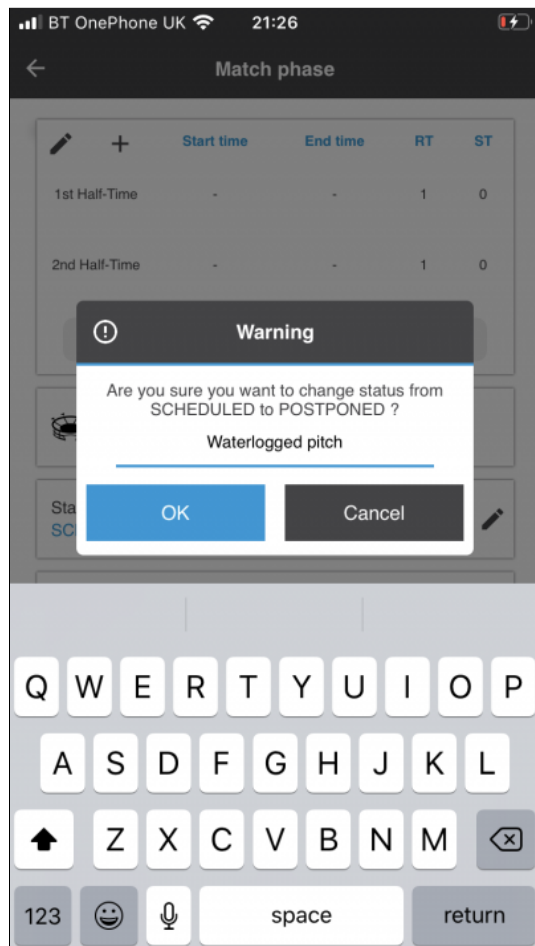 BT OnePhone UK 21:26
Match phase
Start time End time RT ST
1st Half-Time - - 1 0
2nd Half-Time - - 1 0
Warning
Are you sure you want to change status from
SCHEDULED to POSTPONED ?
Waterlogged pitch
OK Cancel
Q W E R T Y U I O P
A S D F G H J K L
Z X C V B N M
123 space return